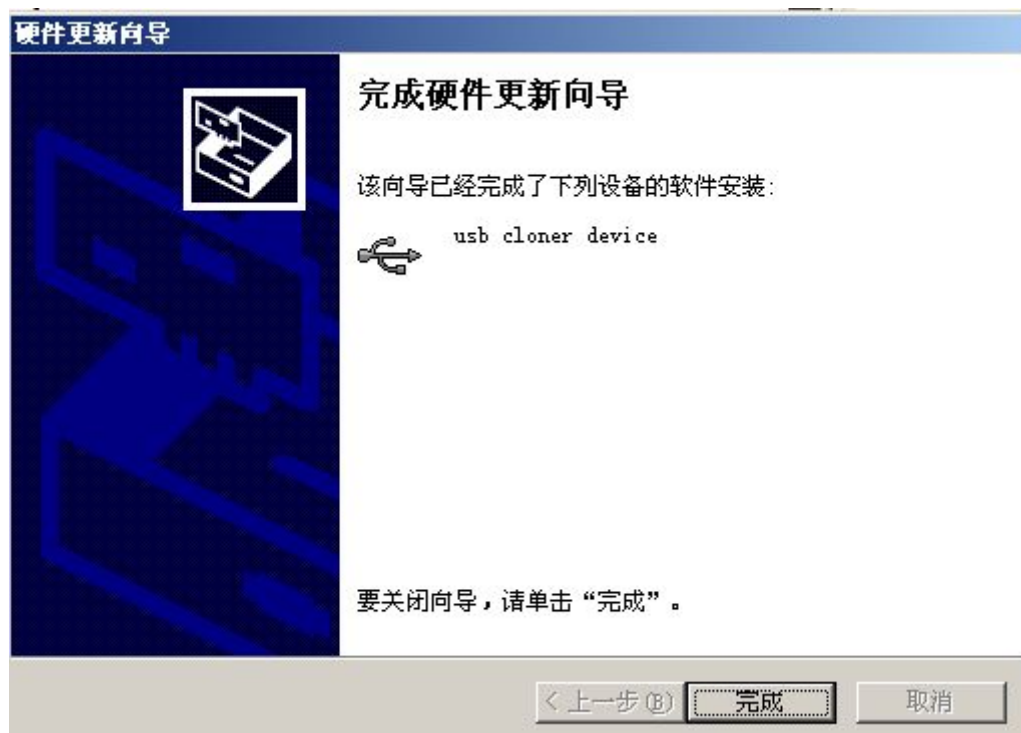 硬件更新向导
完成硬件更新向导
该向导已经完成了下列设备的软件安装:
usb cloner device
要关闭向导，请单击“完成”。
<上一步(B)
完成
取消